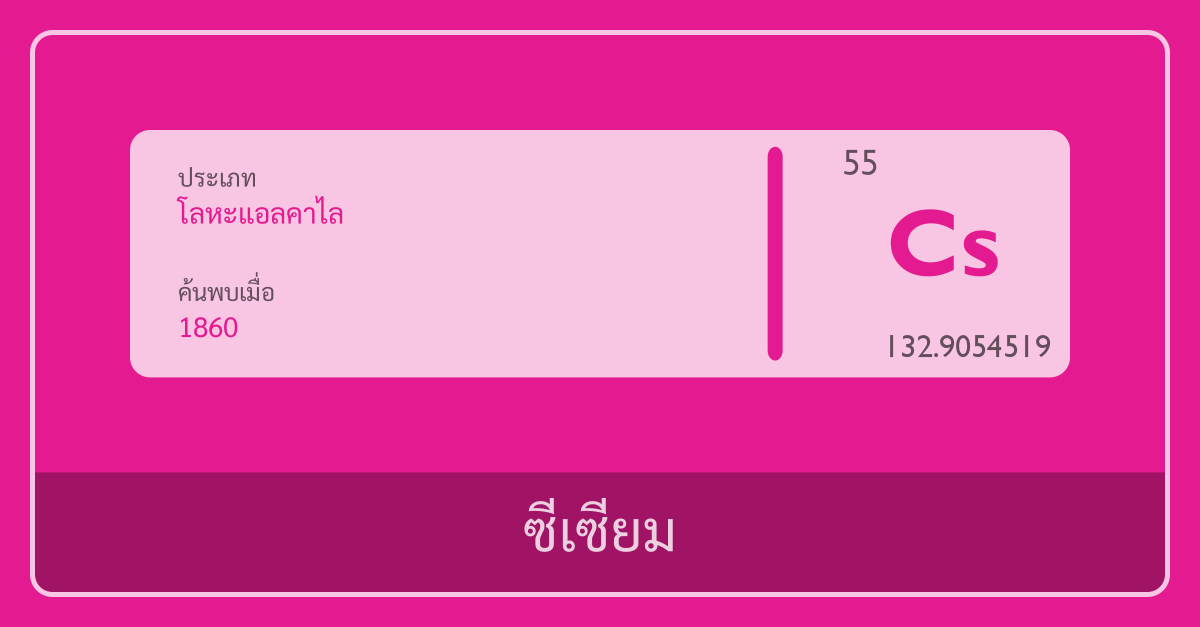 ประเภท
โลหะแอลคาไล
ค้นพบเมื่อ
1860
55
Cs
132.9054519
ซีเซียม